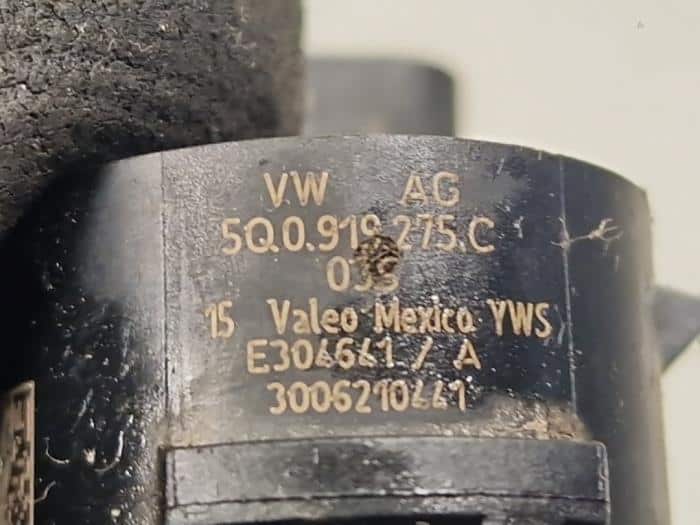 VW AG
5Q0.919.275.C
15 Valeo Mexico YWS
E304641 / A
3006210441